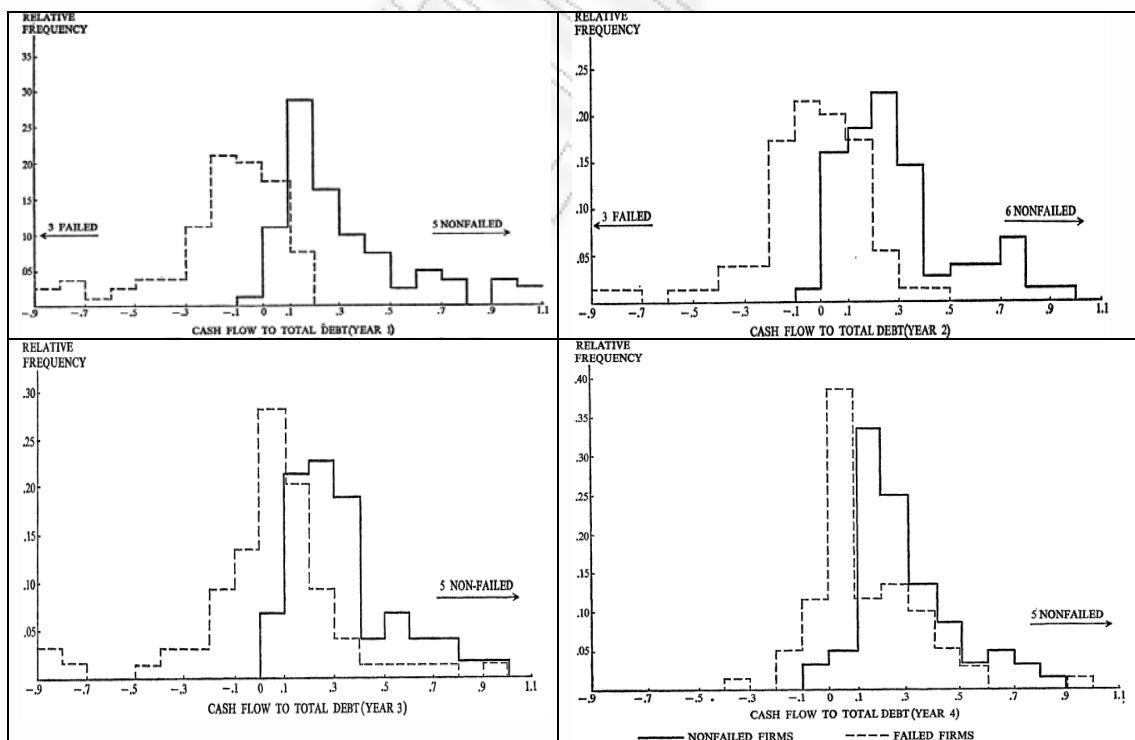 RELATIVE
FREQUENCY
35
.30
.25
20
.15
.10
.05
3 FAILED
5 NONFAILED
-.9 -.7 -.5 -.3 -.1 0 .1 .3 .5 .7 .9 1.1
CASH FLOW TO TOTAL DEBT(YEAR 1)
RELATIVE
FREQUENCY
.25
.20
.15
.10
.05
3 FAILED
6 NONFAILED
-.9 -.7 -.5 -.3 -.1 0 .1 .3 .5 .7 .9 1.1
CASH FLOW TO TOTAL DEBT(YEAR 2)
RELATIVE
FREQUENCY
.30
.20
.15
.10
.05
5 NON-FAILED
-.9 -.7 -.5 -.3 -.1 0 .1 .3 .5 .7 .9 1.1
CASH FLOW TO TOTAL DEBT(YEAR 3)
RELATIVE
FREQUENCY
.40
.35
.30
.25
.20
.15
.10
.05
5 NONFAILED
-.9 -.7 -.5 -.3 -.1 0 .1 .3 .5 .7 .9 1.1
CASH FLOW TO TOTAL DEBT(YEAR 4)
NONFAILED FIRMS FAILED FIRMS